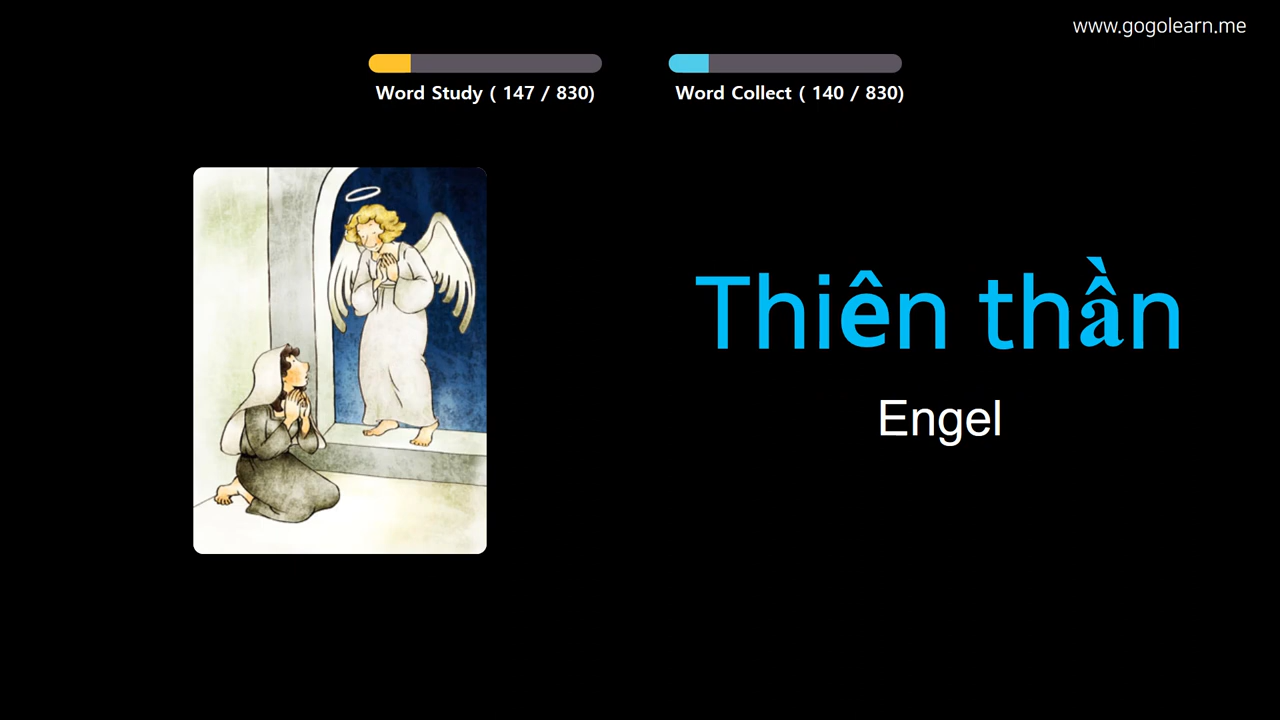 www.gogolearn.me
Word Study ( 147 / 830)
Word Collect ( 140 / 830)
Thiên thần
Engel